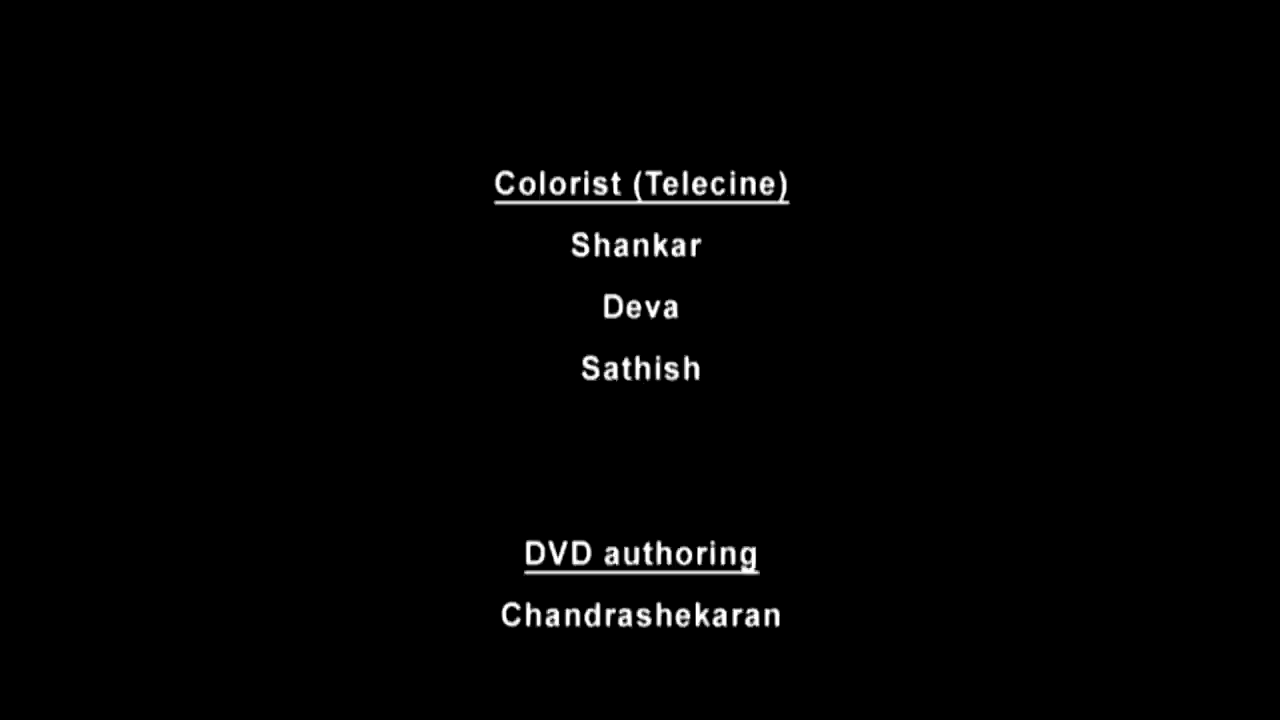 Colorist (Telecine)
Shankar
Deva
Sathish
DVD authoring
Chandrashekaran